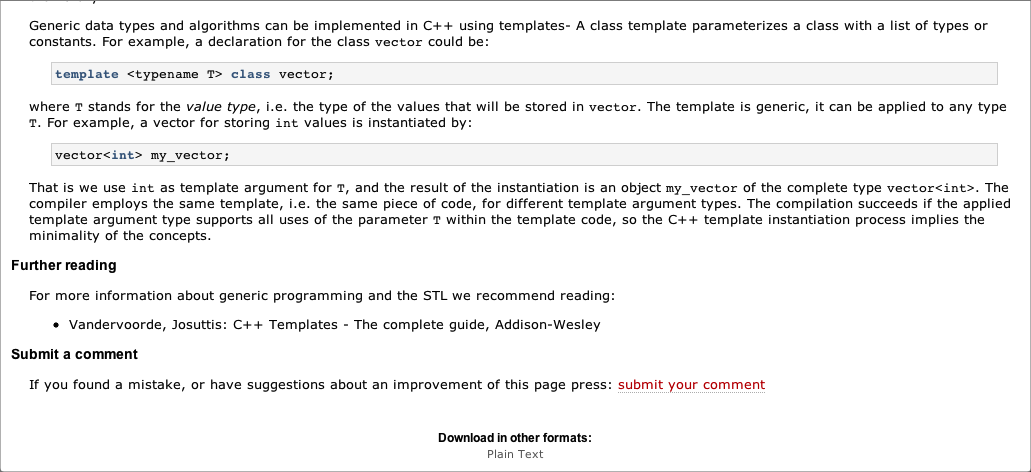 Generic data types and algorithms can be implemented in C++ using templates- A class template parameterizes a class with a list of types or
constants. For example, a declaration for the class vector could be:
template <typename T> class vector;
where T stands for the value type, i.e. the type of the values that will be stored in vector. The template is generic, it can be applied to any type
T. For example, a vector for storing int values is instantiated by:
vector<int> my_vector;
That is we use int as template argument for T, and the result of the instantiation is an object my_vector of the complete type vector<int>. The
compiler employs the same template, i.e. the same piece of code, for different template argument types. The compilation succeeds if the applied
template argument type supports all uses of the parameter T within the template code, so the C++ template instantiation process implies the
minimality of the concepts.
Further reading
For more information about generic programming and the STL we recommend reading:
• Vandervoorde, Josuttis: C++ Templates - The complete guide, Addison-Wesley
Submit a comment
If you found a mistake, or have suggestions about an improvement of this page press: submit your comment
Download in other formats:
Plain Text